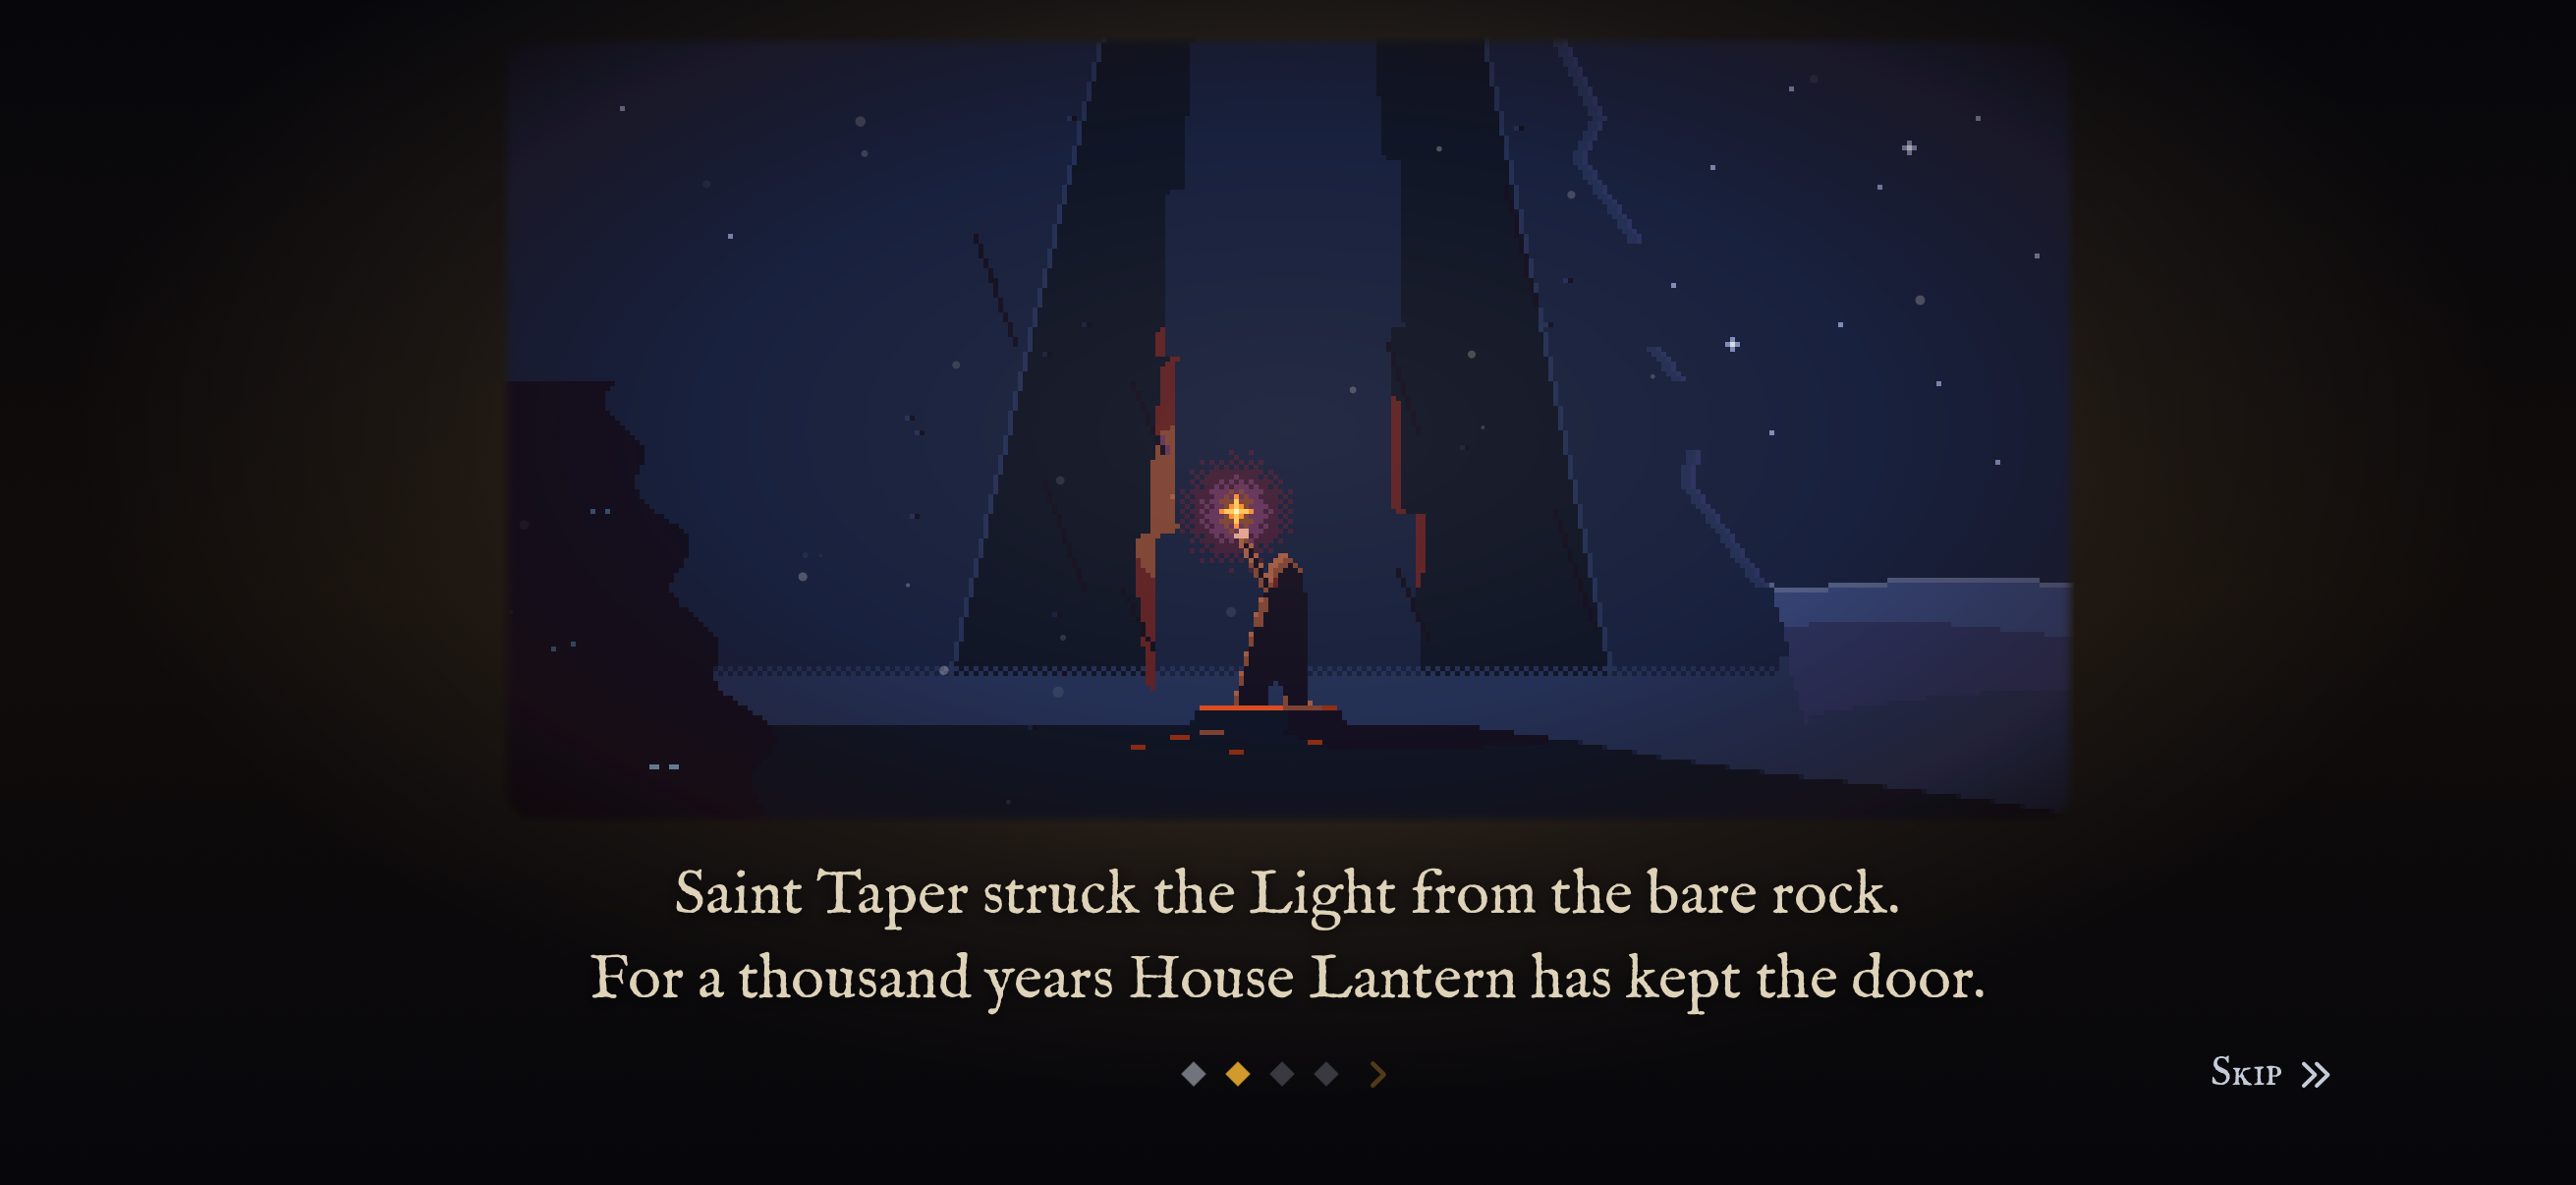 Saint Taper struck the Light from the bare rock.
For a thousand years House Lantern has kept the door.
Skip